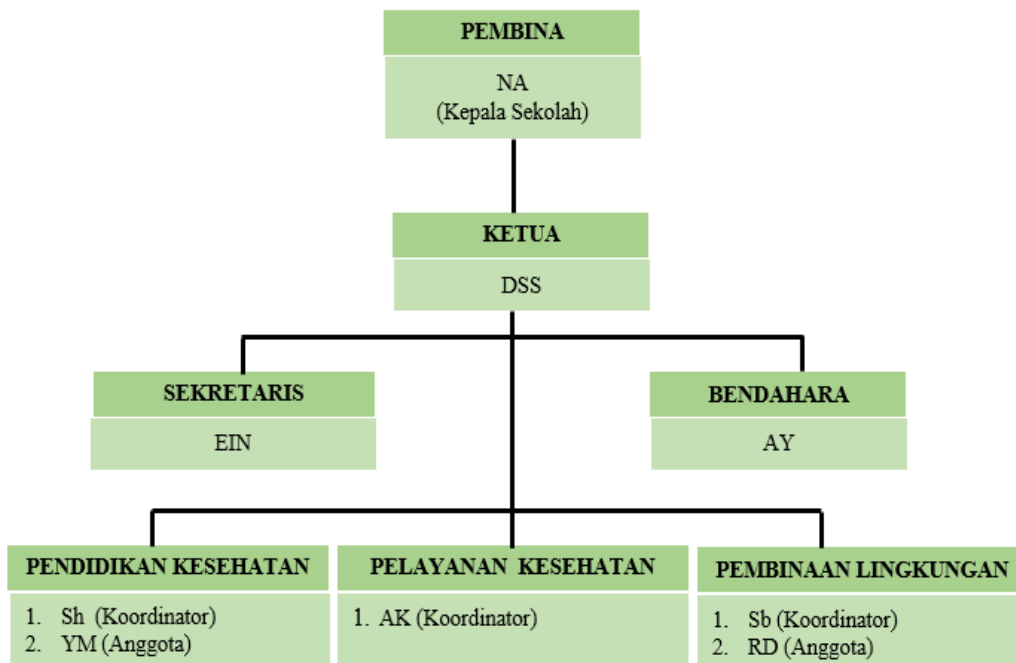 PEMBINA
NA
(Kepala Sekolah)
KETUA
DSS
SEKRETARIS
EIN
BENDAHARA
AY
PENDIDIKAN KESEHATAN
1. Sh (Koordinator)
2. YM (Anggota)
PELAYANAN KESEHATAN
1. AK (Koordinator)
PEMBINAAN LINGKUNGAN
1. Sb (Koordinator)
2. RD (Anggota)